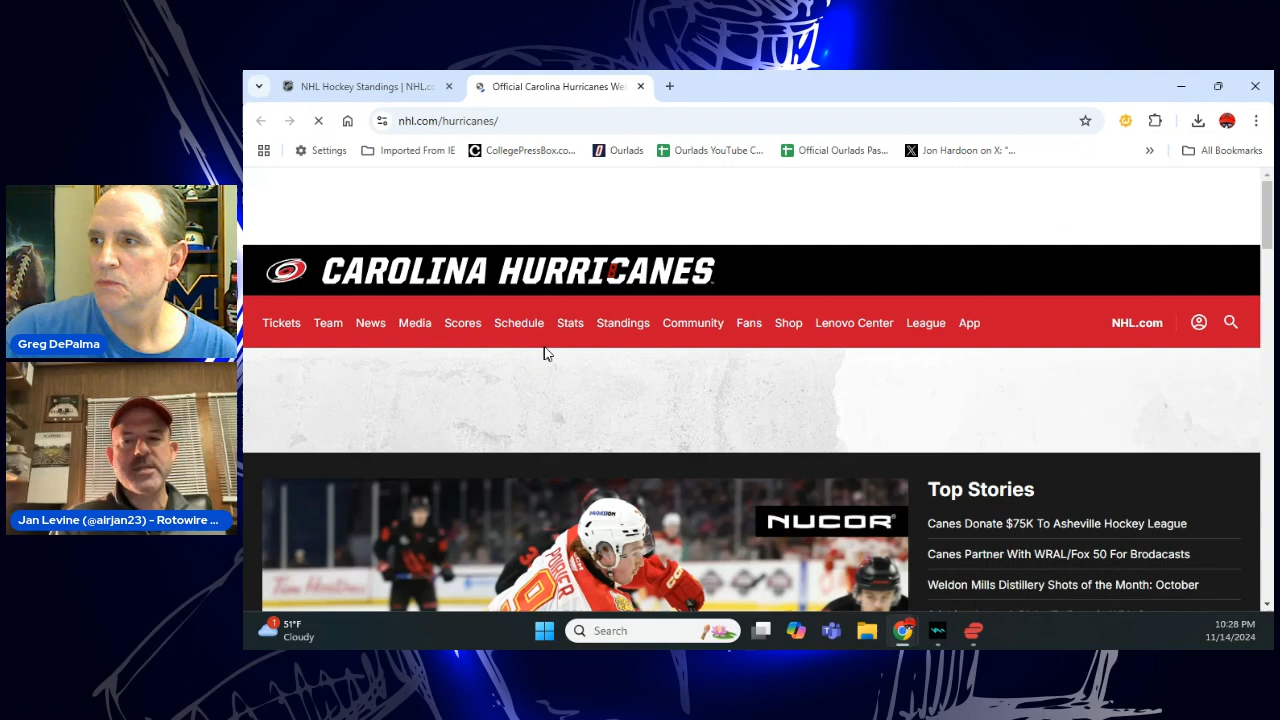 NHL Hockey Standings | NHL.c
Official Carolina Hurricanes We
nhl.com/hurricanes/
Settings
Imported From IE
CollegePressBox.co...
Ourlads
Ourlads YouTube C...
Official Ourlads Pas...
Jon Hardoon on X: "...
All Bookmarks
CAROLINA HURRICANES
Tickets Team News Media Scores Schedule Stats Standings Community Fans Shop Lenovo Center League App NHL.com
Greg DePalma
Jan Levine (@airjan23) - Rotowire ...
NUCOR
Top Stories
Canes Donate $75K To Asheville Hockey League
Canes Partner With WRAL/Fox 50 For Brodacasts
Weldon Mills Distillery Shots of the Month: October
Tim Hortons
1
51°F
Cloudy
Search
10:28 PM
11/14/2024